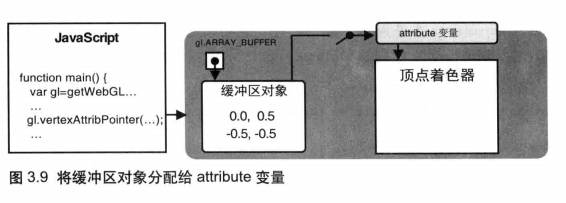 JavaScript
function main() {
var gl=getWebGL…
…
gl.vertexAttribPointer(…);
…
gl.ARRAY_BUFFER
缓冲区对象
0.0, 0.5
-0.5, -0.5
attribute 变量
顶点着色器
图 3.9 将缓冲区对象分配给 attribute 变量